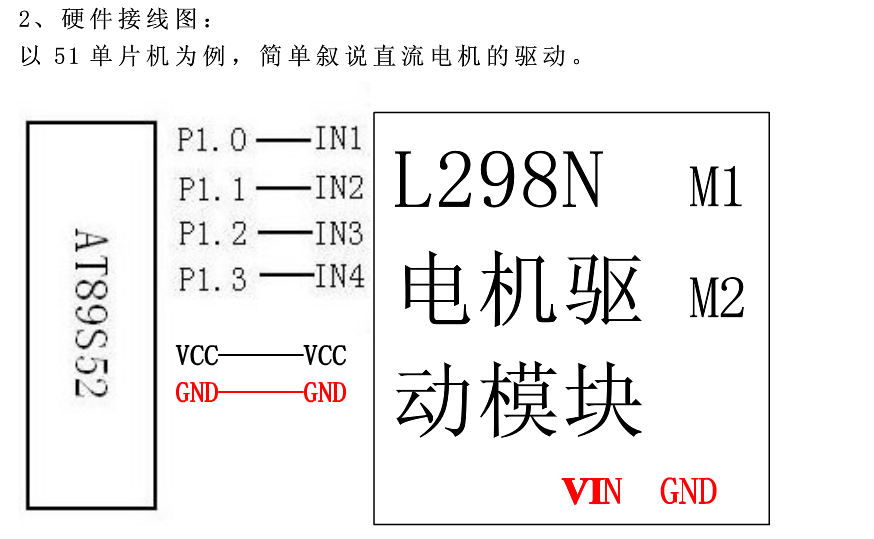 2、硬件接线图：
以 51 单片机为例，简单叙说直流电机的驱动。
AT89S52
P1.0 IN1
P1.1 IN2
P1.2 IN3
P1.3 IN4
VCC VCC
GND GND
L298N M1
电机驱 M2
动模块
VIN GND